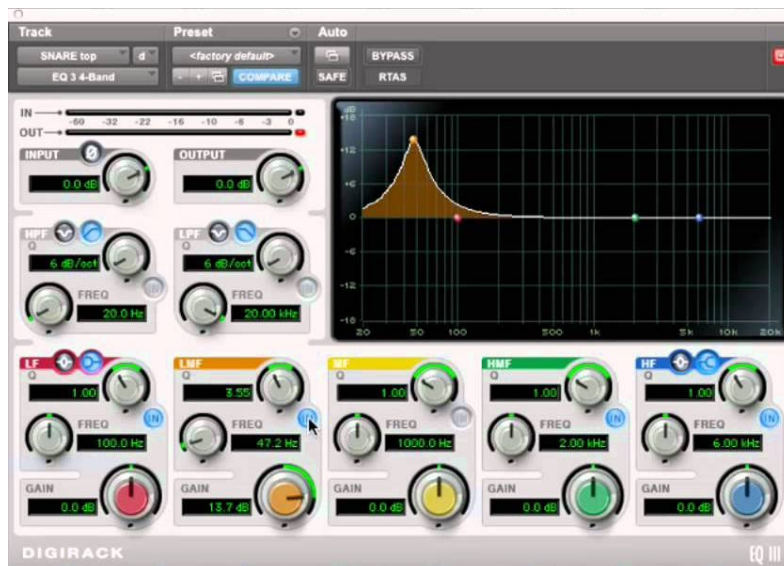 Track Preset Auto
SNARE top d <factory default> BYPASS
EQ 3 4-Band - + COMPARE SAFE RTAS
IN
-60 -32 -22 -16 -10 -6 -3 0
OUT
INPUT Ø OUTPUT
0.0 dB 0.0 dB
HPF LPF
Q Q
6 dB/oct 6 dB/oct
IN IN
FREQ FREQ
20.0 Hz 20.00 kHz
dB
+18
+12
+6
0
-6
-12
-18
20 50 100 500 1k 5k 10k 20k
LF LMF MF HMF HF
Q Q Q Q Q
1.00 3.55 1.00 1.00 1.00
IN IN IN IN
FREQ FREQ FREQ FREQ FREQ
100.0 Hz 47.2 Hz 1000.0 Hz 2.00 kHz 6.00 kHz
GAIN GAIN GAIN GAIN GAIN
0.0 dB 13.7 dB 0.0 dB 0.0 dB 0.0 dB
DIGIRACK EQ III